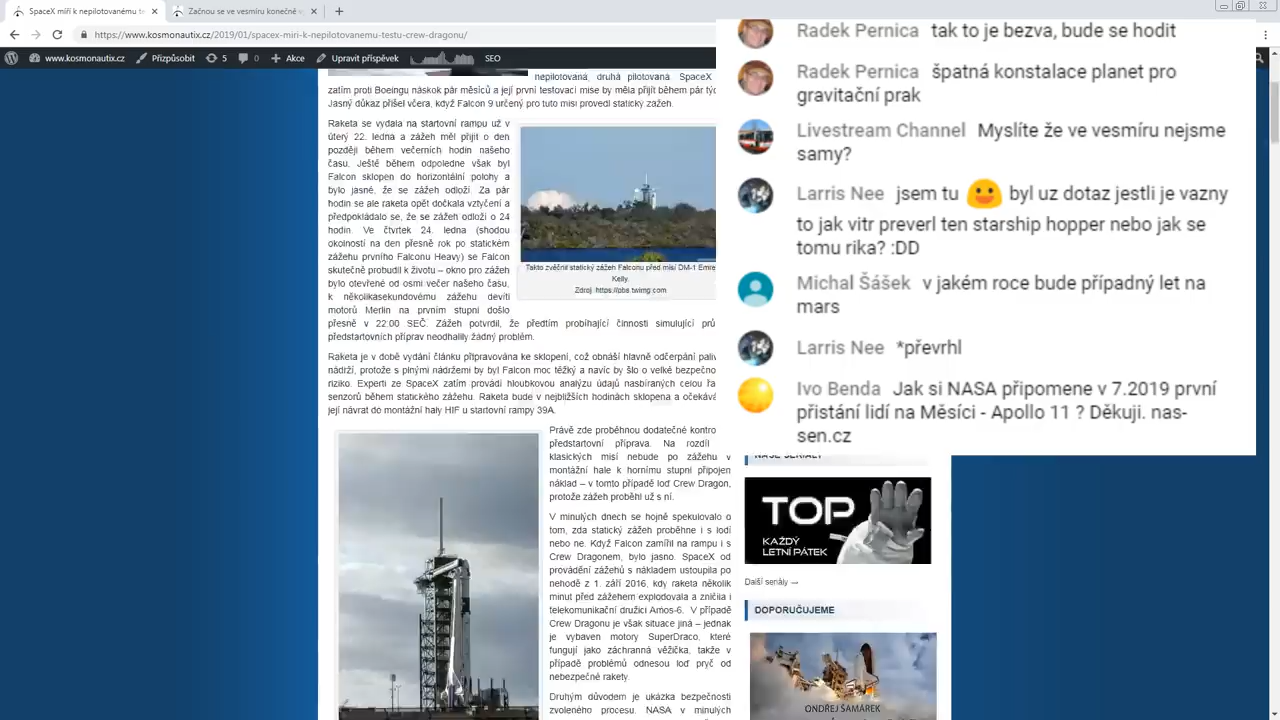 SpaceX míří k nepilotovanému te
Začnou se ve vesmíru konečně v
https://www.kosmonautix.cz/2019/01/spacex-miri-k-nepilotovanemu-testu-crew-dragonu/
www.kosmonautix.cz
Přizpůsobit
5
0
Akce
Upravit příspěvek
SEO
nepilotovaná, druhá pilotovaná. SpaceX
zatím proti Boeingu náskok pár měsíců a její první testovací mise by měla přijít během pár týd
Jasný důkaz přišel včera, když Falcon 9 určený pro tuto misi provedl statický zážeh.
Raketa se vydala na startovní rampu už v
úterý 22. ledna a zážeh měl přijít o den
později během večerních hodin našeho
času. Ještě během odpoledne však byl
Falcon sklopen do horizontální polohy a
bylo jasné, že se zážeh odloží. Za pár
hodin se ale raketa opět dočkala vztyčení a
předpokládalo se, že se zážeh odloží o 24
hodin. Ve čtvrtek 24. ledna (shodou
okolností na den přesně rok po statickém
zážehu prvního Falconu Heavy) se Falcon
skutečně probudil k životu – okno pro zážeh
bylo otevřené od osmi večer našeho času,
k několikasekundovému zážehu devíti
motorů Merlin na prvním stupni došlo
přesně v 22:00 SEČ. Zážeh potvrdil, že předtím probíhající činnosti simulující prů
předstartovních příprav neodhalily žádný problém.
Takto zvěčnil statický zážeh Falconu před misí DM-1 Emre
Kelly.
Zdroj: https://pbs.twimg.com
Raketa je v době vydání článku připravována ke sklopení, což obnáší hlavně odčerpání paliv
nádrží, protože s plnými nádržemi by byl Falcon moc těžký a navíc by šlo o velké bezpečno
riziko. Experti ze SpaceX zatím provádí hloubkovou analýzu údajů nasbíraných celou řa
senzorů během statického zážehu. Raketa bude v nejbližších hodinách sklopena a očekává
její návrat do montážní haly HIF u startovní rampy 39A.
Právě zde proběhnou dodatečné kontro
předstartovní příprava. Na rozdíl
klasických misí nebude po zážehu v
montážní hale k hornímu stupni připojen
náklad – v tomto případě loď Crew Dragon,
protože zážeh proběhl už s ní.
V minulých dnech se hojně spekulovalo o
tom, zda statický zážeh proběhne i s lodí
nebo ne. Když Falcon zamířil na rampu i s
Crew Dragonem, bylo jasno. SpaceX od
provádění zážehů s nákladem ustoupila po
nehodě z 1. září 2016, kdy raketa několik
minut před zážehem explodovala a zničila i
telekomunikační družici Amos-6. V případě
Crew Dragonu je však situace jiná – jednak
je vybaven motory SuperDraco, které
fungují jako záchranná věžička, takže v
případě problémů odnesou loď pryč od
nebezpečné rakety.
Druhým důvodem je ukázka bezpečnosti
zvoleného procesu. NASA v minulých
Radek Pernica tak to je bezva, bude se hodit
Radek Pernica špatná konstalace planet pro
gravitační prak
Livestream Channel Myslíte že ve vesmíru nejsme
samy?
Larris Nee jsem tu 😃 byl uz dotaz jestli je vazny
to jak vitr preverl ten starship hopper nebo jak se
tomu rika? :DD
Michal Šášek v jakém roce bude případný let na
mars
Larris Nee *převrhl
Ivo Benda Jak si NASA připomene v 7.2019 první
přistání lidí na Měsíci - Apollo 11 ? Děkuji. nas-
sen.cz
NAŠE SERIÁLY
TOP
KAŽDÝ
LETNÍ PÁTEK
Další seriály →
DOPORUČUJEME
ONDŘEJ ŠAMÁREK